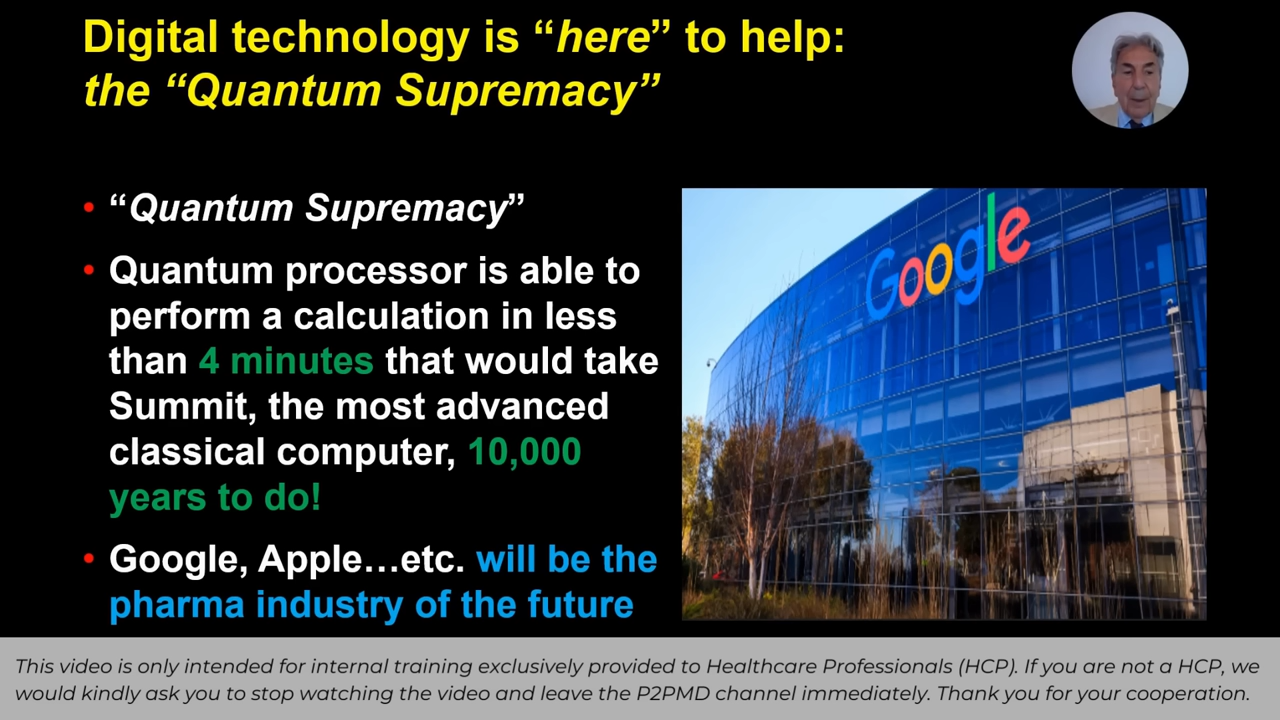 Digital technology is “here” to help:
the “Quantum Supremacy”
• “Quantum Supremacy”
• Quantum processor is able to
perform a calculation in less
than 4 minutes that would take
Summit, the most advanced
classical computer, 10,000
years to do!
• Google, Apple…etc. will be the
pharma industry of the future
Google
This video is only intended for internal training exclusively provided to Healthcare Professionals (HCP). If you are not a HCP, we
would kindly ask you to stop watching the video and leave the P2PMD channel immediately. Thank you for your cooperation.